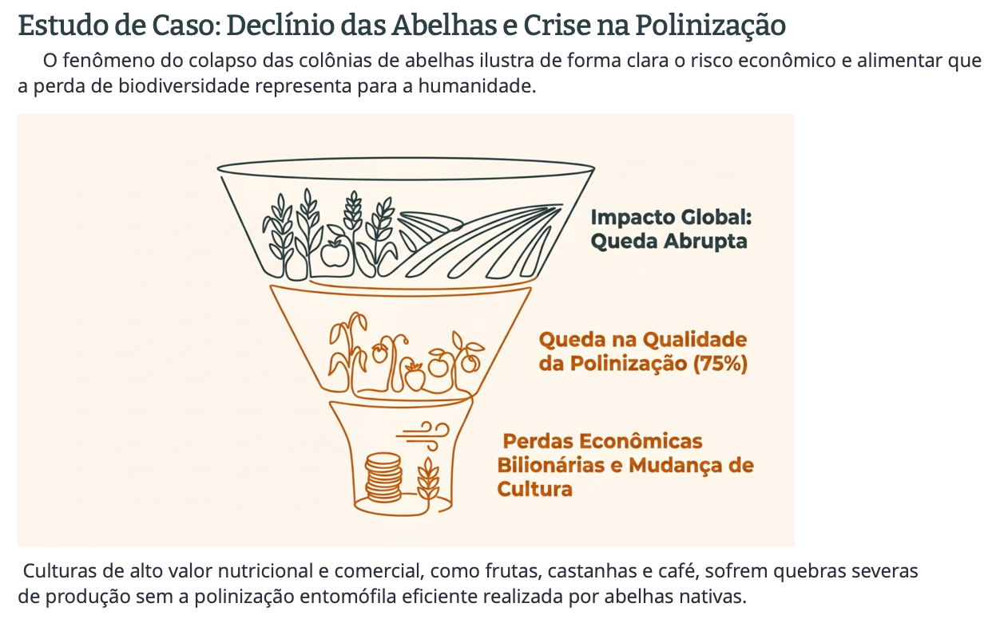 Estudo de Caso: Declínio das Abelhas e Crise na Polinização
O fenômeno do colapso das colônias de abelhas ilustra de forma clara o risco econômico e alimentar que
a perda de biodiversidade representa para a humanidade.
Impacto Global:
Queda Abrupta
Queda na Qualidade
da Polinização (75%)
Perdas Econômicas
Bilionárias e Mudança de
Cultura
Culturas de alto valor nutricional e comercial, como frutas, castanhas e café, sofrem quebras severas
de produção sem a polinização entomófila eficiente realizada por abelhas nativas.